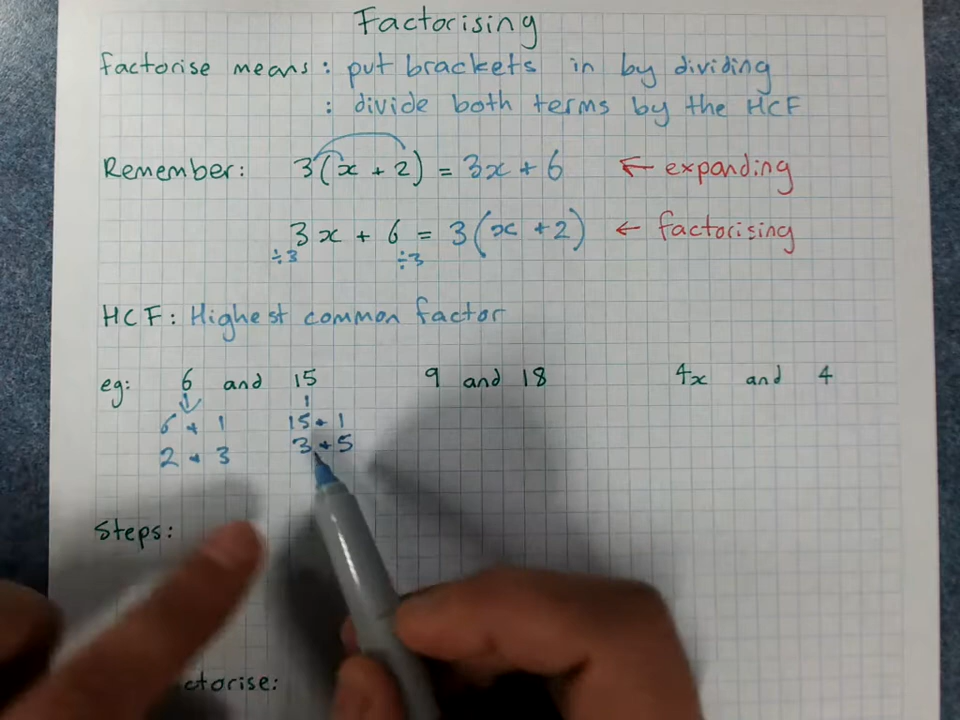 Factorising
factorise means: put brackets in by dividing
: divide both terms by the HCF
Remember: 3(x + 2) = 3x + 6 ← expanding
3x + 6 = 3(x + 2) ← factorising
÷3 ÷3
HCF: Highest common factor
eg: 6 and 15 9 and 18 4x and 4
6 + 1 15 + 1
2 + 3 3 + 5
Steps:
ctorise: